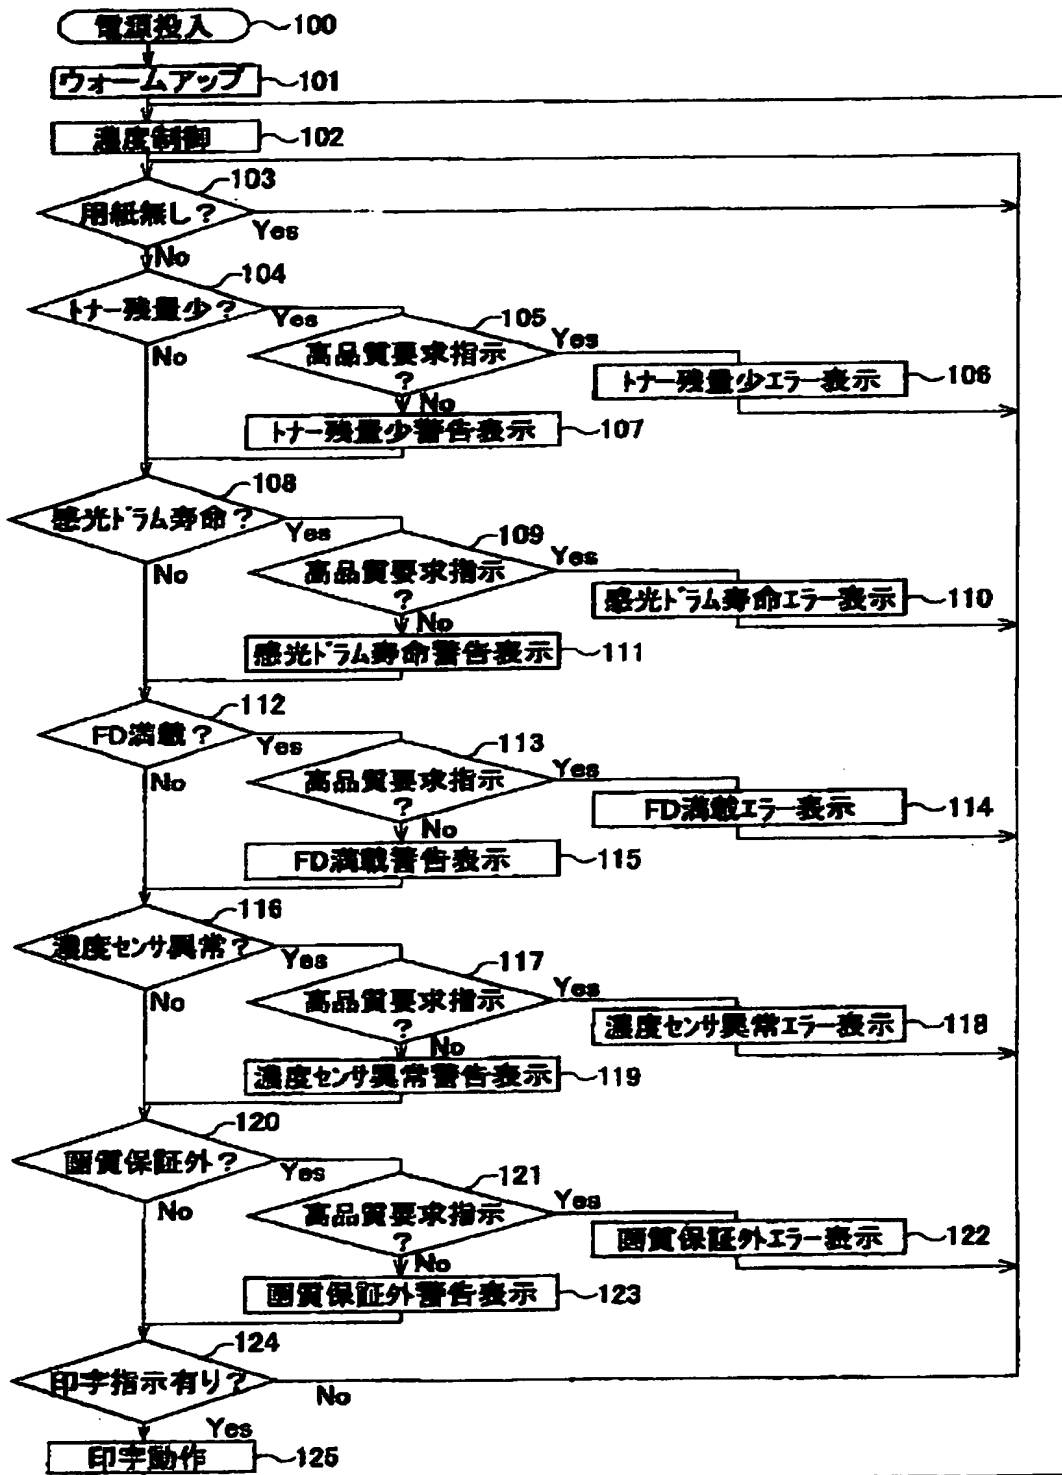 電源投入 100
ウォームアップ 101
濃度制御 102
103
用紙無し？
Yes
No
104
トナー残量少？
Yes
105
Yes
No
高品質要求指示
？
トナー残量少エラー表示 106
No
トナー残量少警告表示 107
108
感光ドラム寿命？
Yes
109
Yes
No
高品質要求指示
？
感光ドラム寿命エラー表示 110
No
感光ドラム寿命警告表示 111
112
FD満載？
Yes
113
Yes
No
高品質要求指示
？
FD満載エラー表示 114
No
FD満載警告表示 115
116
濃度センサ異常？
Yes
117
Yes
No
高品質要求指示
？
濃度センサ異常エラー表示 118
No
濃度センサ異常警告表示 119
120
画質保証外？
Yes
121
Yes
No
高品質要求指示
？
画質保証外エラー表示 122
No
画質保証外警告表示 123
124
印字指示有り？
No
Yes
印字動作 125